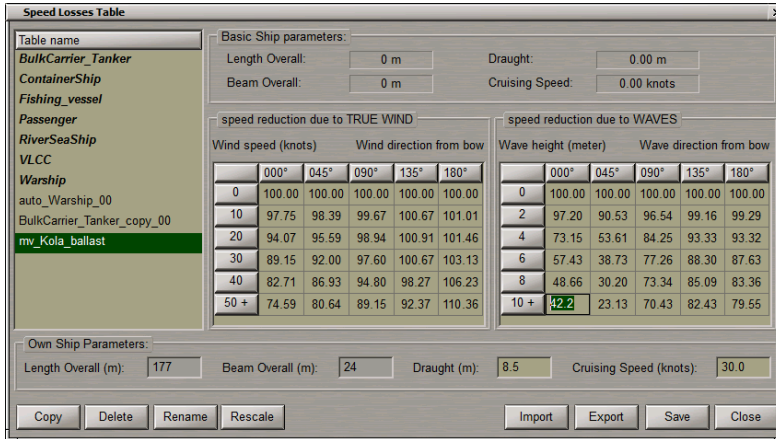 Speed Losses Table
Table name
BulkCarrier_Tanker
ContainerShip
Fishing_vessel
Passenger
RiverSeaShip
VLCC
Warship
auto_Warship_00
BulkCarrier_Tanker_copy_00
mv_Kola_ballast
Basic Ship parameters:
Length Overall: 0 m Draught: 0.00 m
Beam Overall: 0 m Cruising Speed: 0.00 knots
speed reduction due to TRUE WIND
Wind speed (knots) Wind direction from bow
000° 045° 090° 135° 180°
0 100.00 100.00 100.00 100.00 100.00
10 97.75 98.39 99.67 100.67 101.01
20 94.07 95.59 98.94 100.91 101.46
30 89.15 92.00 97.60 100.67 103.13
40 82.71 86.93 94.80 98.27 106.23
50 + 74.59 80.64 89.15 92.37 110.36
speed reduction due to WAVES
Wave height (meter) Wave direction from bow
000° 045° 090° 135° 180°
0 100.00 100.00 100.00 100.00 100.00
2 97.20 90.53 96.54 99.16 99.29
4 73.15 53.61 84.25 93.33 93.32
6 57.43 38.73 77.26 88.30 87.63
8 48.66 30.20 73.34 85.09 83.36
10 + 42.2 23.13 70.43 82.43 79.55
Own Ship Parameters:
Length Overall (m): 177 Beam Overall (m): 24 Draught (m): 8.5 Cruising Speed (knots): 30.0
Copy Delete Rename Rescale Import Export Save Close